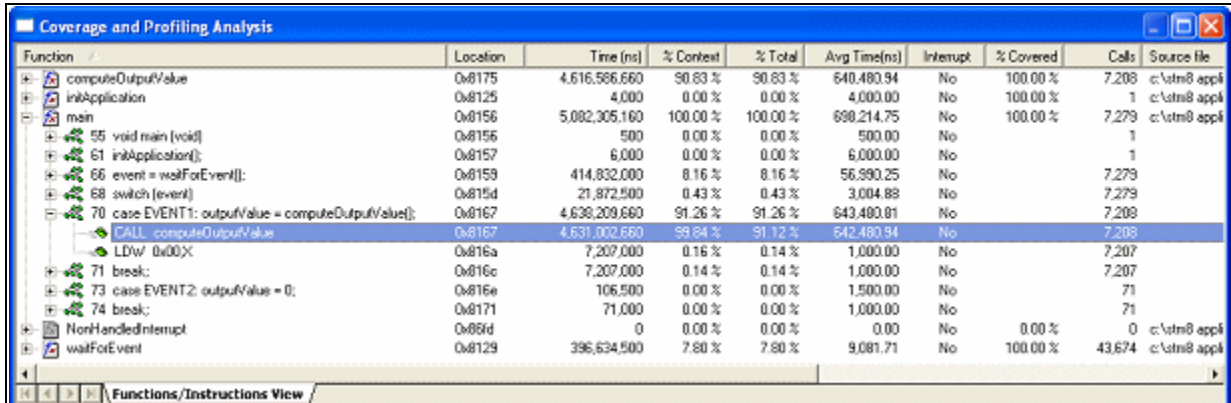 Coverage and Profiling Analysis
Function Location Time (ns) % Context % Total Avg Time(ns) Interrupt % Covered Calls Source file
computeOutputValue 0x8175 4,616,586,660 90.83 % 90.83 % 640,480.94 No 100.00 % 7,208 c:\stm8 appli
initApplication 0x8125 4,000 0.00 % 0.00 % 4,000.00 No 100.00 % 1 c:\stm8 appli
main 0x8156 5,082,305,160 100.00 % 100.00 % 698,214.75 No 100.00 % 7,279 c:\stm8 appli
55 void main (void) 0x8156 500 0.00 % 0.00 % 500.00 No 1
61 initApplication(); 0x8157 6,000 0.00 % 0.00 % 6,000.00 No 1
66 event = waitForEvent(); 0x8159 414,832,000 8.16 % 8.16 % 56,990.25 No 7,279
68 switch (event) 0x815d 21,872,500 0.43 % 0.43 % 3,004.88 No 7,279
70 case EVENT1: outputValue = computeOutputValue(); 0x8167 4,638,209,660 91.26 % 91.26 % 643,480.81 No 7,208
CALL computeOutputValue 0x8167 4,631,002,660 99.84 % 91.12 % 642,480.94 No 7,208
LDW 0x00,X 0x816a 7,207,000 0.16 % 0.14 % 1,000.00 No 7,207
71 break; 0x816c 7,207,000 0.14 % 0.14 % 1,000.00 No 7,207
73 case EVENT2: outputValue = 0; 0x816e 106,500 0.00 % 0.00 % 1,500.00 No 71
74 break; 0x8171 71,000 0.00 % 0.00 % 1,000.00 No 71
NonHandledInterrupt 0x86fd 0 0.00 % 0.00 % 0.00 No 0.00 % 0 c:\stm8 appli
waitForEvent 0x8129 396,634,500 7.80 % 7.80 % 9,081.71 No 100.00 % 43,674 c:\stm8 appli
Functions/Instructions View